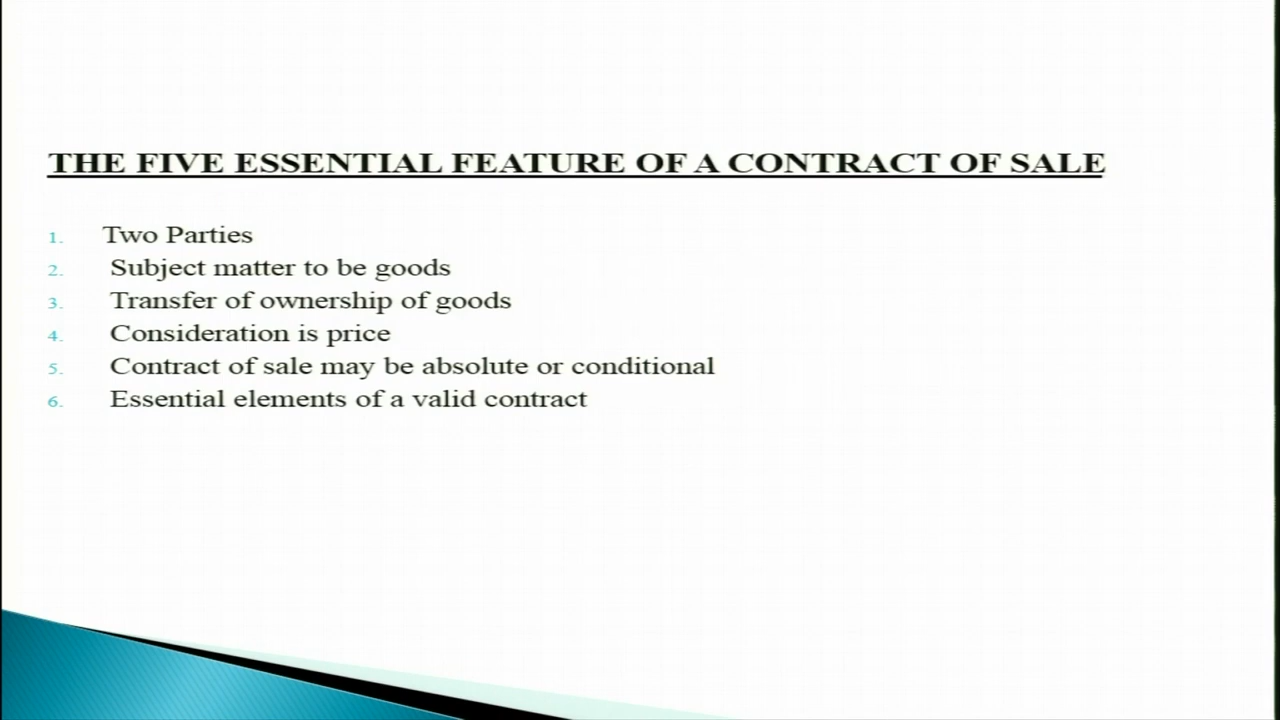 THE FIVE ESSENTIAL FEATURE OF A CONTRACT OF SALE
1. Two Parties
2. Subject matter to be goods
3. Transfer of ownership of goods
4. Consideration is price
5. Contract of sale may be absolute or conditional
6. Essential elements of a valid contract